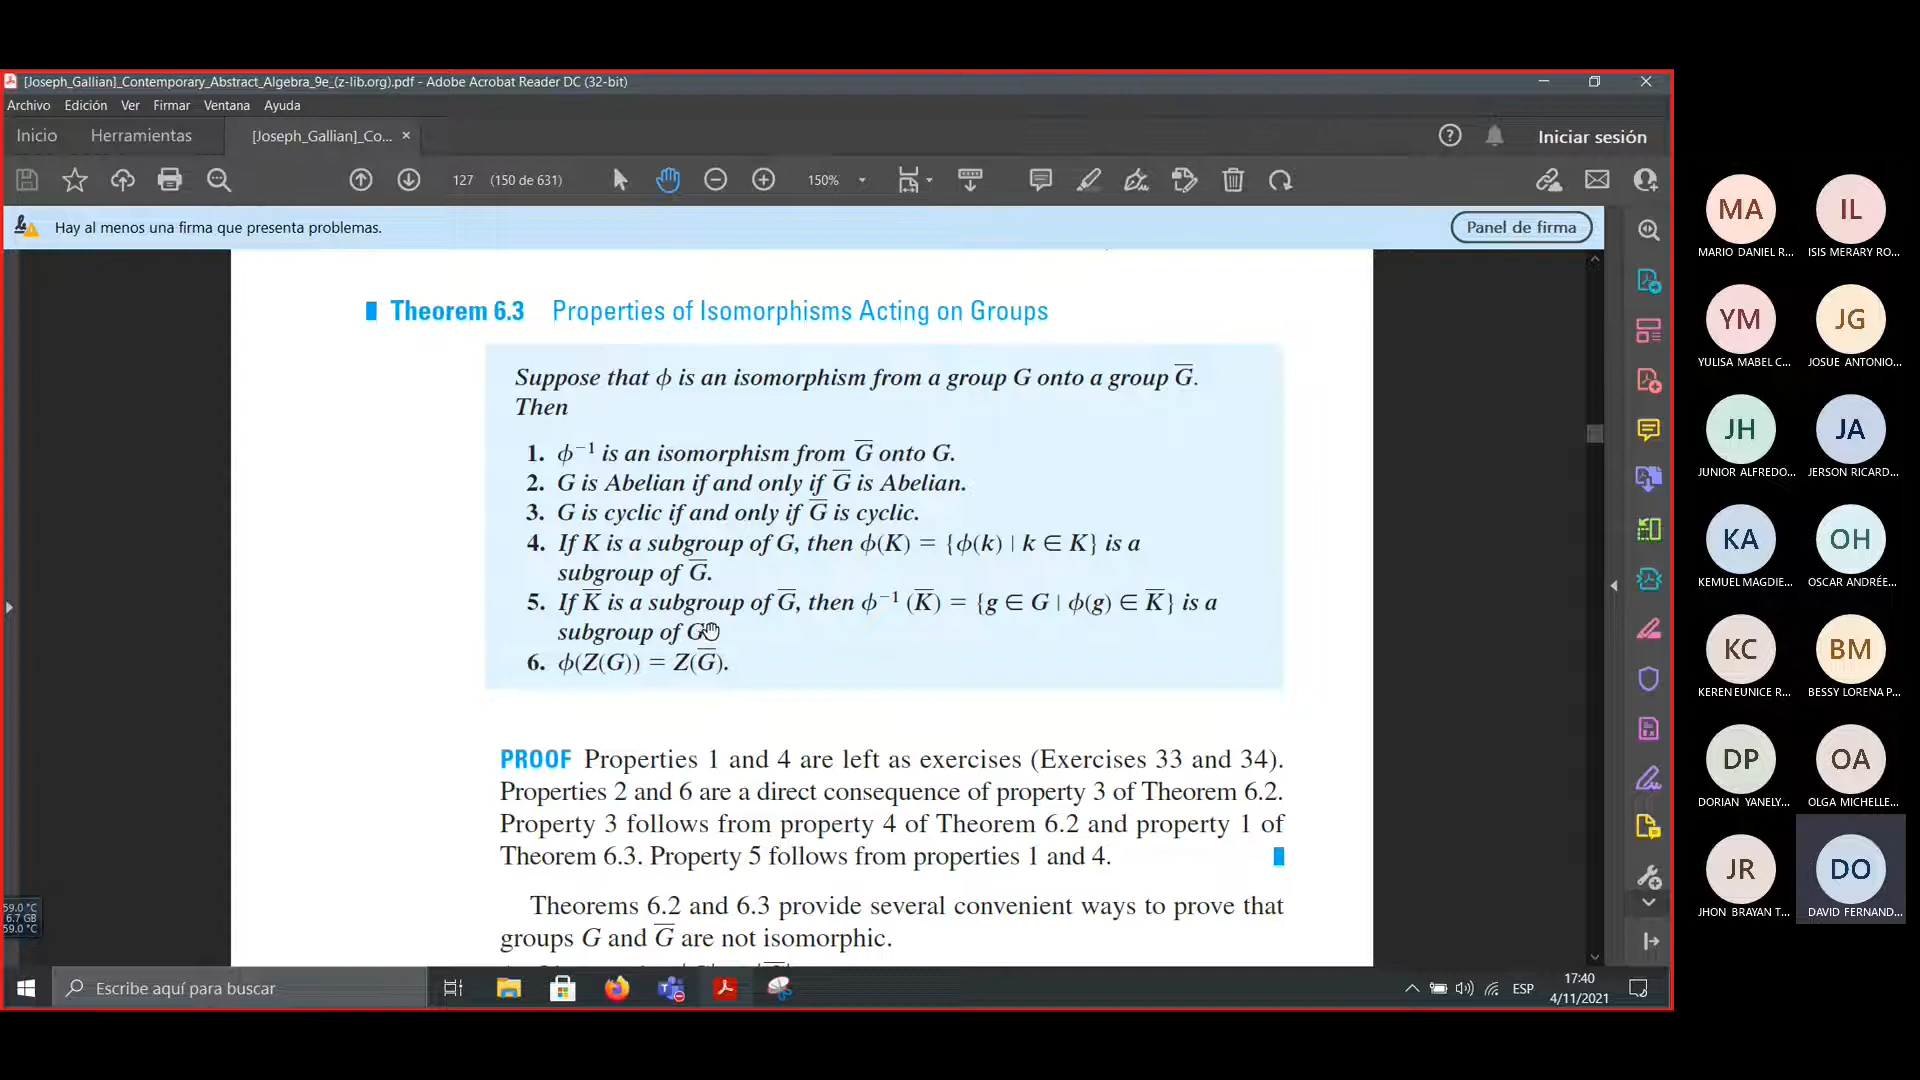 [Joseph_Gallian]_Contemporary_Abstract_Algebra_9e_(z-lib.org).pdf - Adobe Acrobat Reader DC (32-bit)
Archivo Edición Ver Firmar Ventana Ayuda
Inicio Herramientas [Joseph_Gallian]_Co... × Iniciar sesión
127 (150 de 631) 150%
Hay al menos una firma que presenta problemas. Panel de firma
Theorem 6.3 Properties of Isomorphisms Acting on Groups
Suppose that ϕ is an isomorphism from a group G onto a group G̅.
Then
1. ϕ⁻¹ is an isomorphism from G̅ onto G.
2. G is Abelian if and only if G̅ is Abelian.
3. G is cyclic if and only if G̅ is cyclic.
4. If K is a subgroup of G, then ϕ(K) = {ϕ(k) | k ∈ K} is a
subgroup of G̅.
5. If K̅ is a subgroup of G̅, then ϕ⁻¹ (K̅) = {g ∈ G | ϕ(g) ∈ K̅} is a
subgroup of G
6. ϕ(Z(G)) = Z(G̅).
PROOF Properties 1 and 4 are left as exercises (Exercises 33 and 34).
Properties 2 and 6 are a direct consequence of property 3 of Theorem 6.2.
Property 3 follows from property 4 of Theorem 6.2 and property 1 of
Theorem 6.3. Property 5 follows from properties 1 and 4.
Theorems 6.2 and 6.3 provide several convenient ways to prove that
groups G and G̅ are not isomorphic.
59.0 °C
6.7 GB
59.0 °C
Escribe aquí para buscar
ESP
17:40
4/11/2021
MA IL
MARIO DANIEL R... ISIS MERARY RO...
YM JG
YULISA MABEL C... JOSUE ANTONIO...
JH JA
JUNIOR ALFREDO... JERSON RICARD...
KA OH
KEMUEL MAGDIE... OSCAR ANDRÉE...
KC BM
KEREN EUNICE R... BESSY LORENA P...
DP OA
DORIAN YANELY... OLGA MICHELLE...
JR DO
JHON BRAYAN T... DAVID FERNAND...